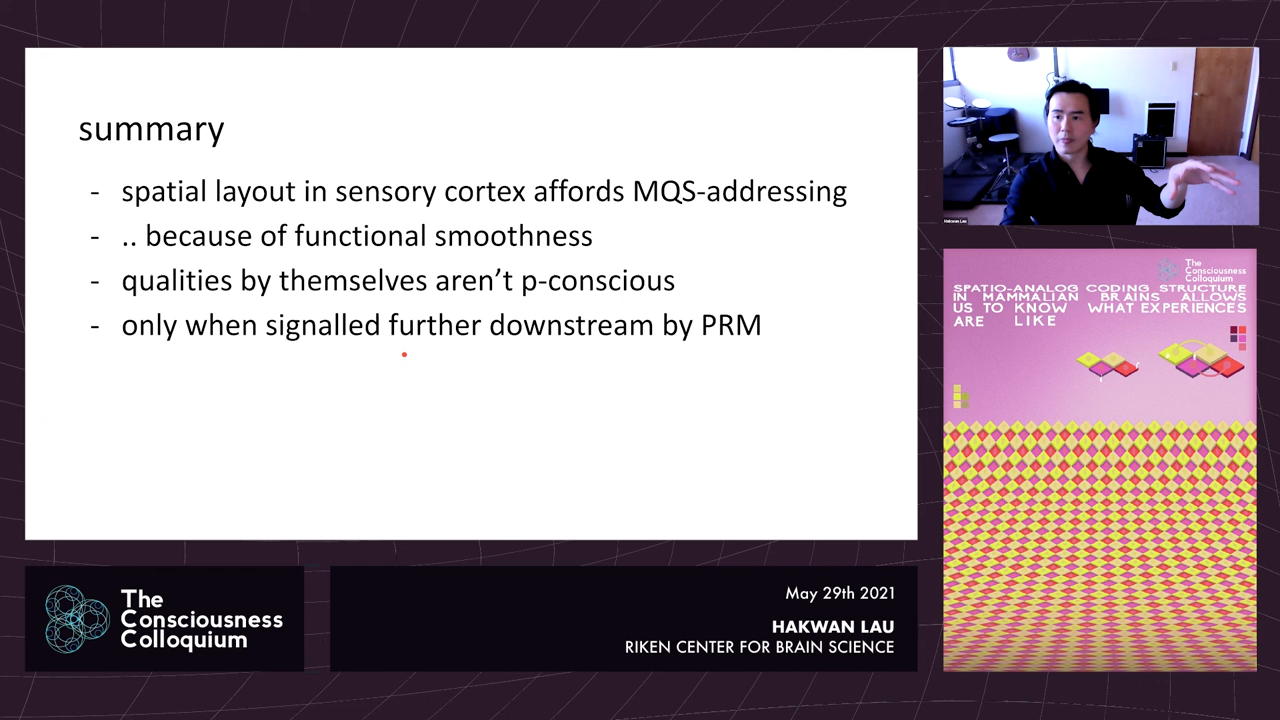 summary
- spatial layout in sensory cortex affords MQS-addressing
- .. because of functional smoothness
- qualities by themselves aren’t p-conscious
- only when signalled further downstream by PRM
Hakwan Lau
The
Consciousness
Colloquium
SPATIO-ANALOG CODING STRUCTURE
IN MAMMALIAN BRAINS ALLOWS
US TO KNOW WHAT EXPERIENCES
ARE LIKE
The
Consciousness
Colloquium
May 29th 2021
HAKWAN LAU
RIKEN CENTER FOR BRAIN SCIENCE